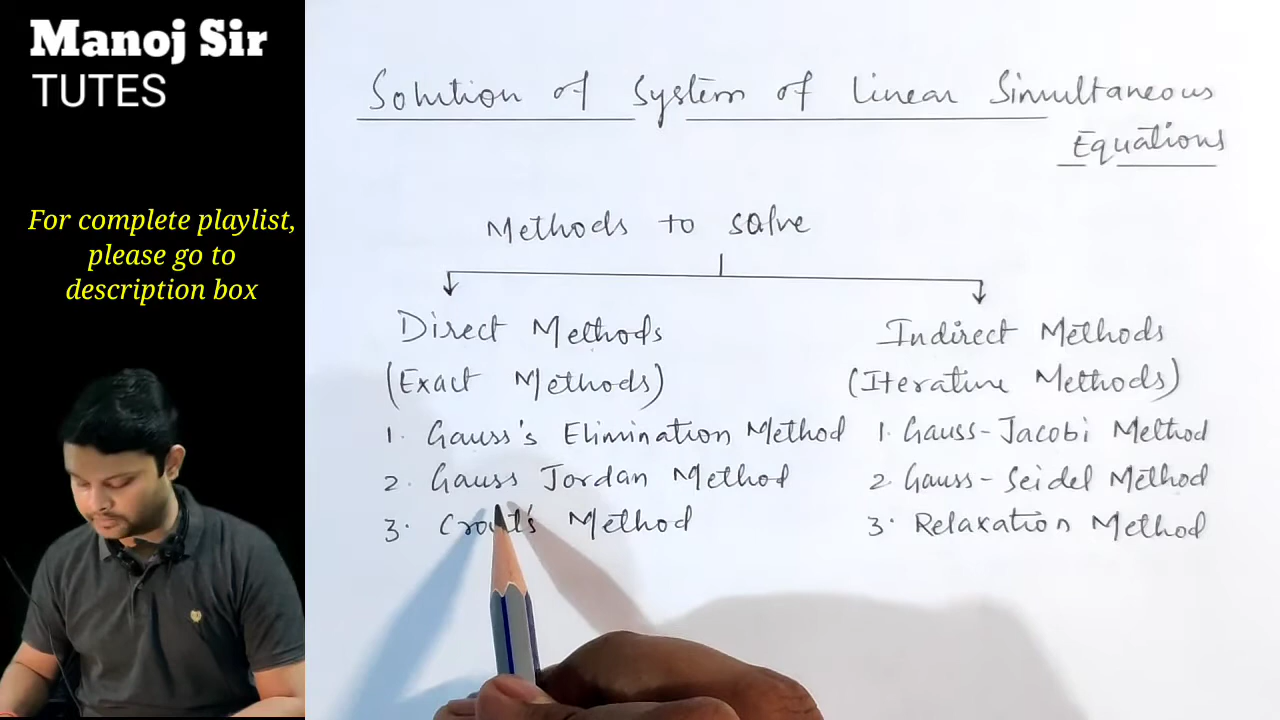 Manoj Sir
TUTES
For complete playlist,
please go to
description box
Solution of System of Linear Simultaneous
Equations
Methods to solve
Direct Methods
(Exact Methods)
1. Gauss's Elimination Method
2. Gauss Jordan Method
3. Crout's Method
Indirect Methods
(Iterative Methods)
1. Gauss-Jacobi Method
2. Gauss-Seidel Method
3. Relaxation Method